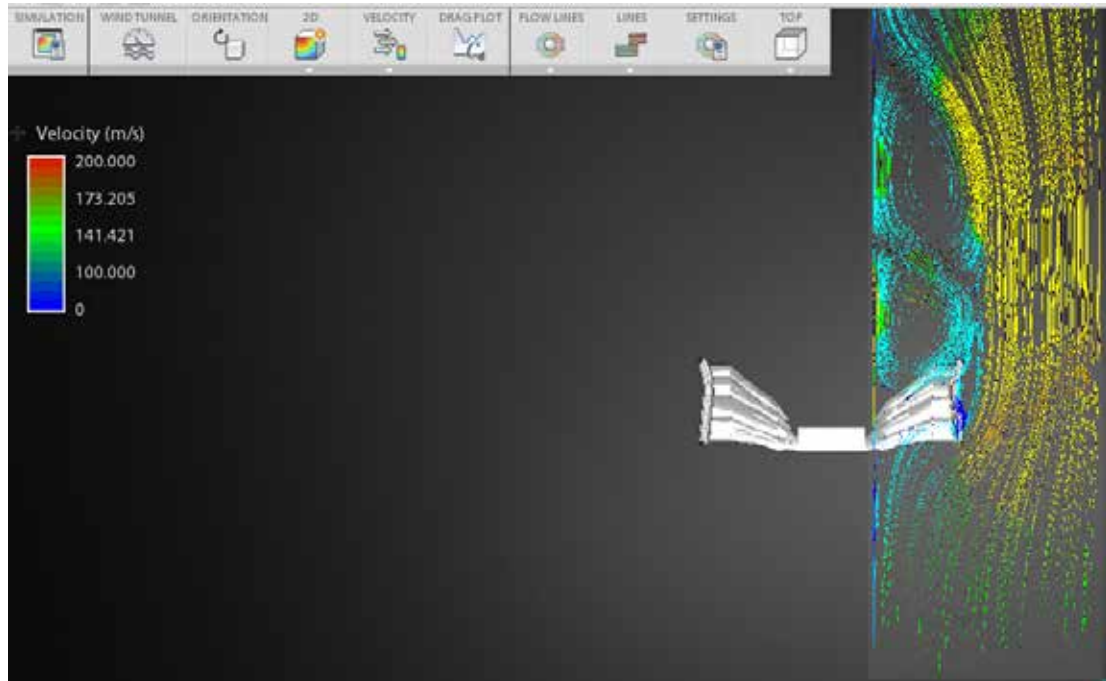 SIMULATION WIND TUNNEL ORIENTATION 2D VELOCITY DRAG PLOT FLOW LINES LINES SETTINGS TOP
Velocity (m/s)
200.000
173.205
141.421
100.000
0